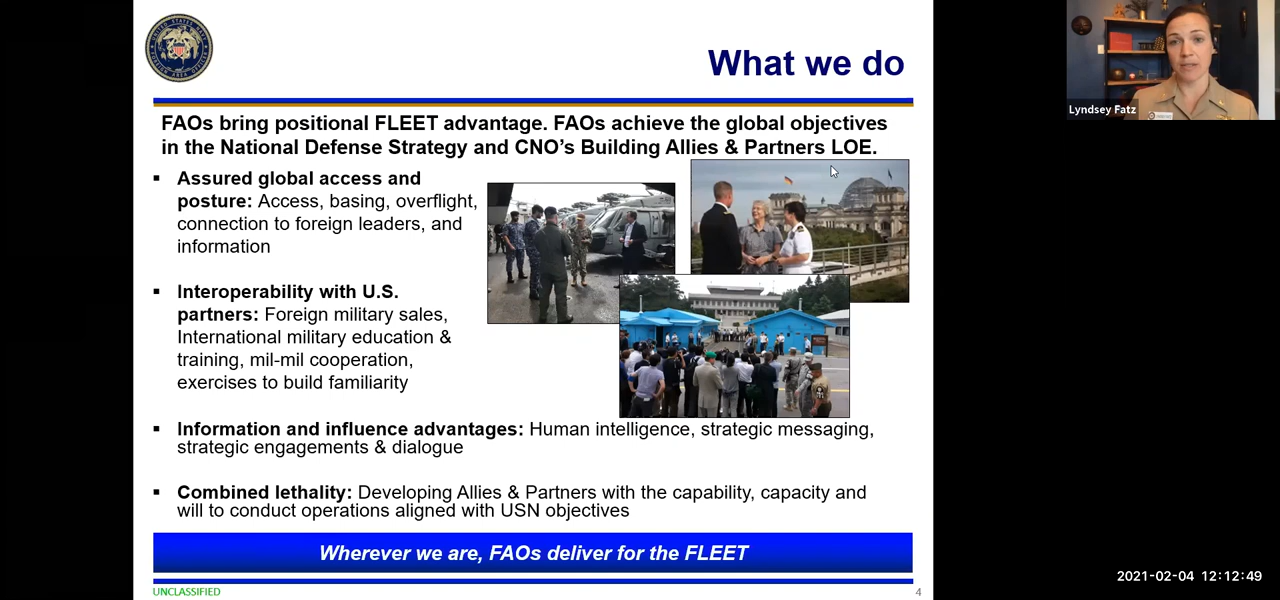 What we do
Lyndsey Fatz
FAOs bring positional FLEET advantage. FAOs achieve the global objectives
in the National Defense Strategy and CNO’s Building Allies & Partners LOE.
▪ Assured global access and
posture: Access, basing, overflight,
connection to foreign leaders, and
information
▪ Interoperability with U.S.
partners: Foreign military sales,
International military education &
training, mil-mil cooperation,
exercises to build familiarity
▪ Information and influence advantages: Human intelligence, strategic messaging,
strategic engagements & dialogue
▪ Combined lethality: Developing Allies & Partners with the capability, capacity and
will to conduct operations aligned with USN objectives
Wherever we are, FAOs deliver for the FLEET
UNCLASSIFIED
4
2021-02-04 12:12:49